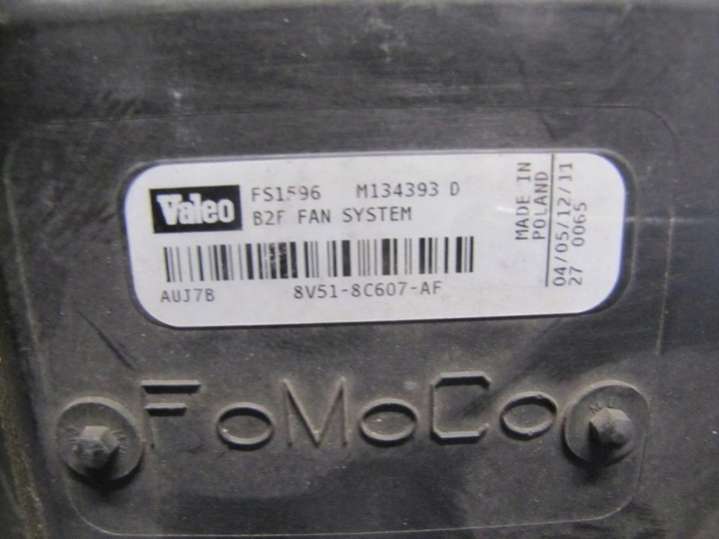 Valeo
FS1596 M134393 D
B2F FAN SYSTEM
AUJ7B 8V51-8C607-AF
MADE IN
POLAND
04/05/12/11
27 0065
FoMoCo